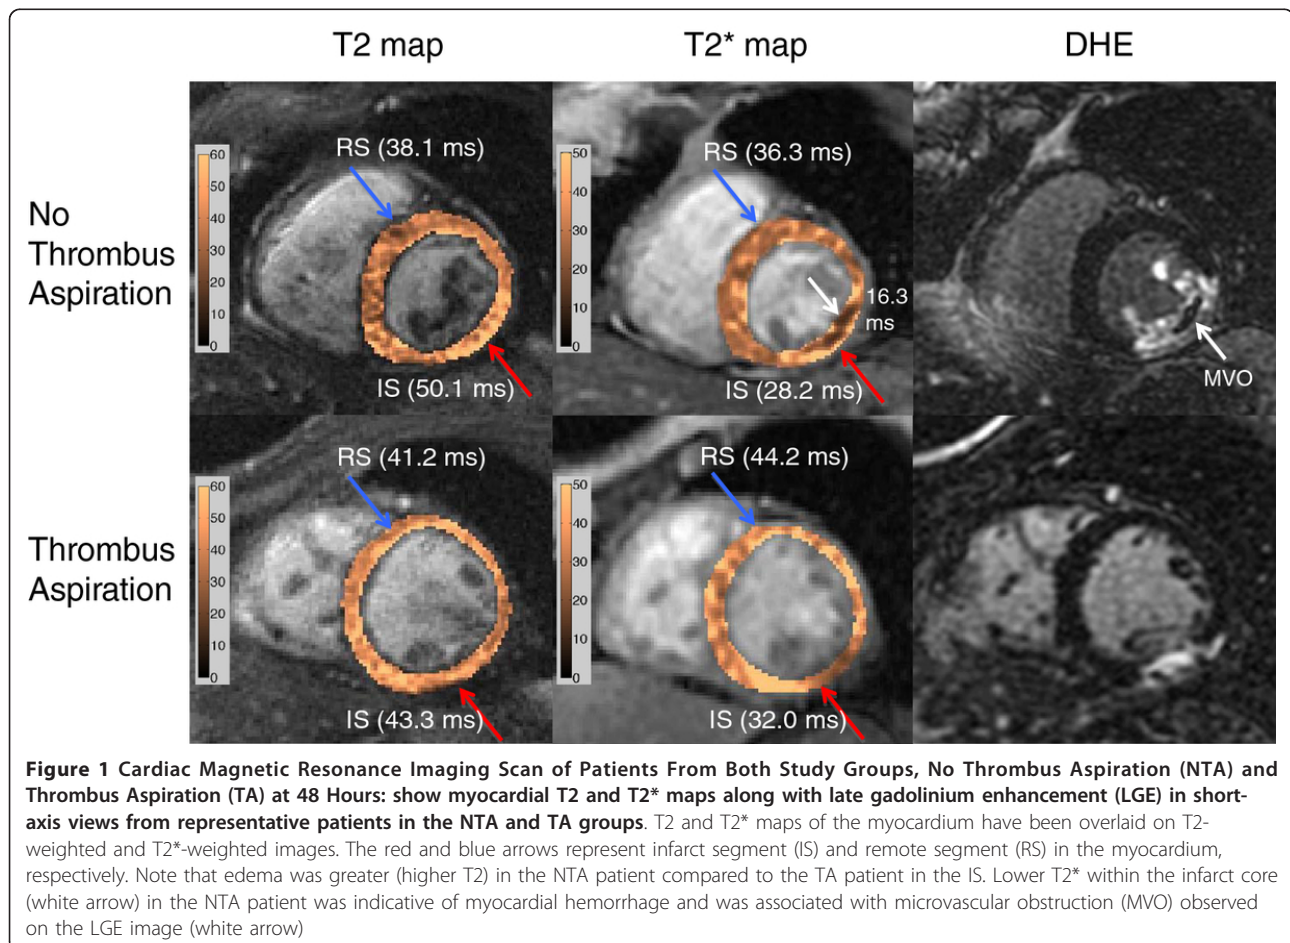 T2 map
T2* map
DHE
No
Thrombus
Aspiration
60
50
40
30
20
10
0
RS (38.1 ms)
IS (50.1 ms)
50
40
30
20
10
0
RS (36.3 ms)
16.3
ms
IS (28.2 ms)
MVO
Thrombus
Aspiration
60
50
40
30
20
10
0
RS (41.2 ms)
IS (43.3 ms)
50
40
30
20
10
0
RS (44.2 ms)
IS (32.0 ms)
Figure 1 Cardiac Magnetic Resonance Imaging Scan of Patients From Both Study Groups, No Thrombus Aspiration (NTA) and
Thrombus Aspiration (TA) at 48 Hours: show myocardial T2 and T2* maps along with late gadolinium enhancement (LGE) in short-
axis views from representative patients in the NTA and TA groups. T2 and T2* maps of the myocardium have been overlaid on T2-
weighted and T2*-weighted images. The red and blue arrows represent infarct segment (IS) and remote segment (RS) in the myocardium,
respectively. Note that edema was greater (higher T2) in the NTA patient compared to the TA patient in the IS. Lower T2* within the infarct core
(white arrow) in the NTA patient was indicative of myocardial hemorrhage and was associated with microvascular obstruction (MVO) observed
on the LGE image (white arrow)